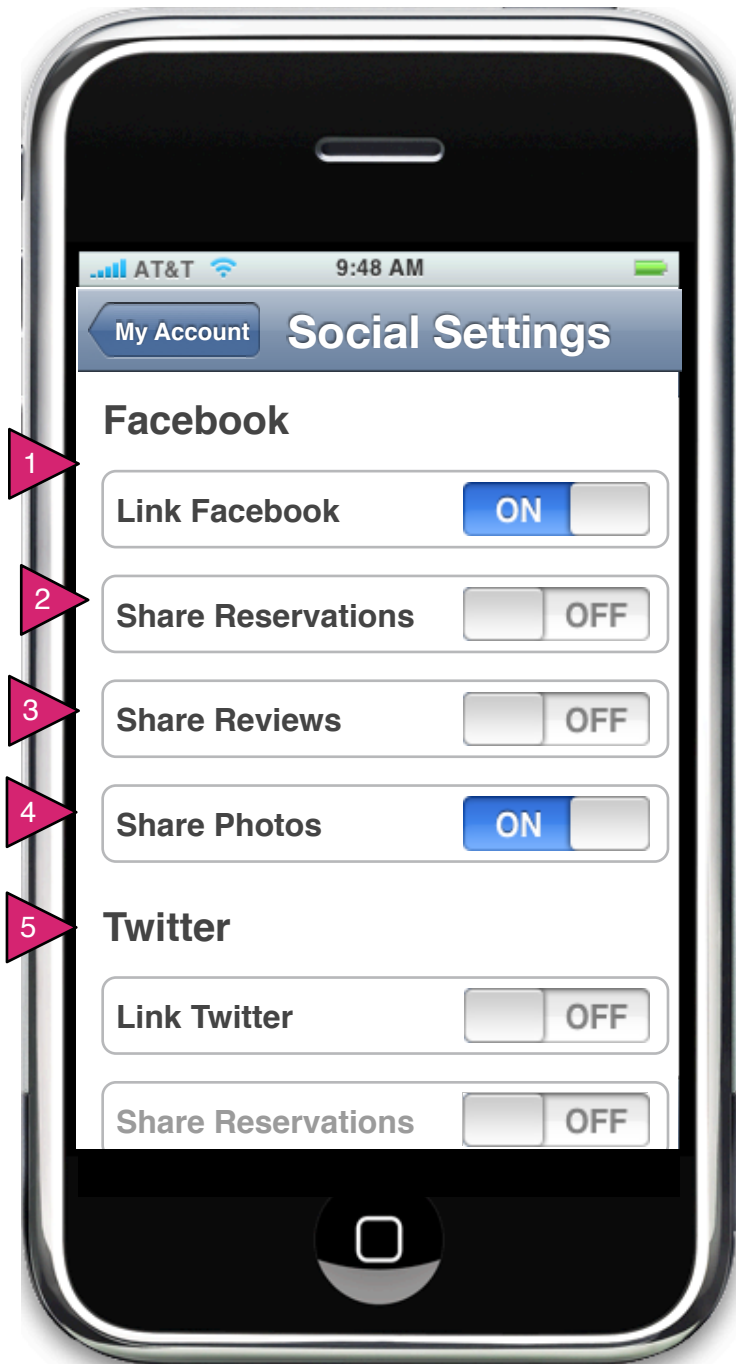 AT&T 9:48 AM
My Account Social Settings
Facebook
1
Link Facebook ON
2
Share Reservations OFF
3
Share Reviews OFF
4
Share Photos ON
5 Twitter
Link Twitter OFF
Share Reservations OFF